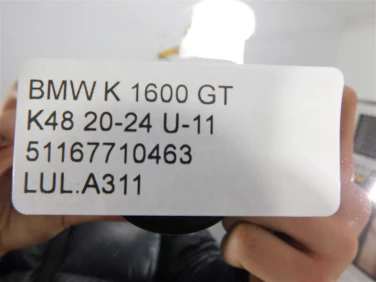 BMW K 1600 GT
K48 20-24 U-11
51167710463
LUL.A311